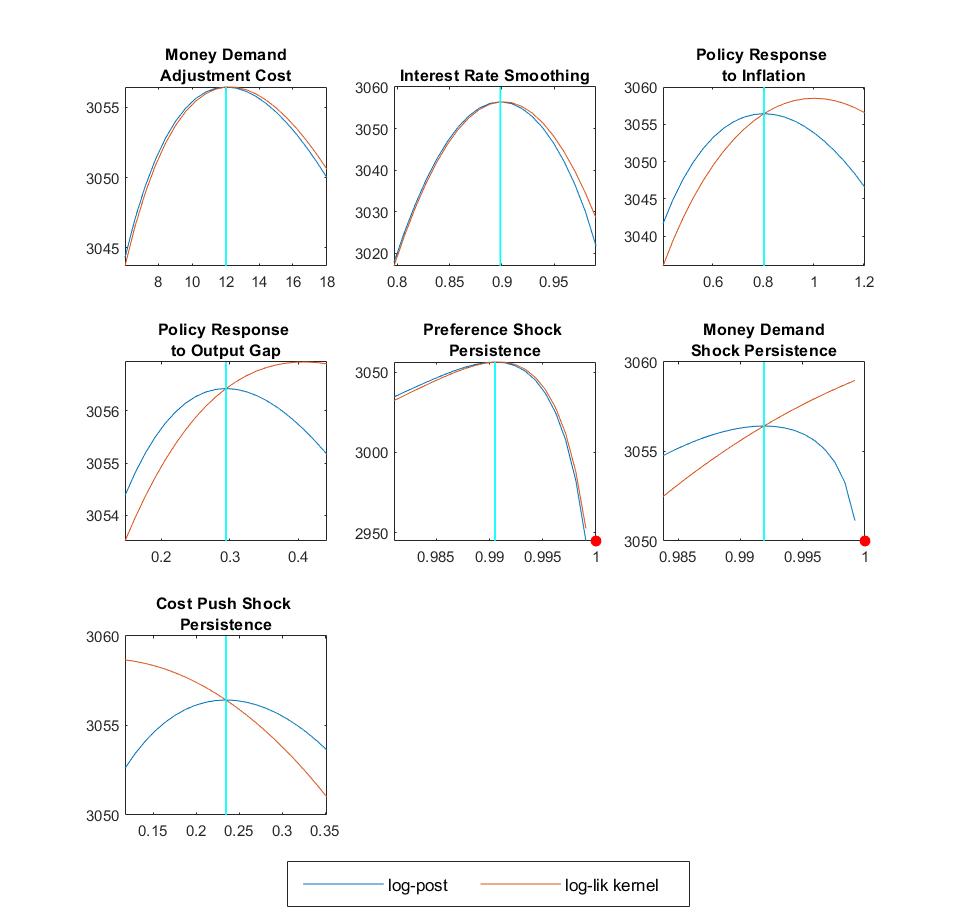 Money Demand
Adjustment Cost
3055
3050
3045
8 10 12 14 16 18
Interest Rate Smoothing
3060
3050
3040
3030
3020
0.8 0.85 0.9 0.95
Policy Response
to Inflation
3060
3055
3050
3045
3040
0.6 0.8 1 1.2
Policy Response
to Output Gap
3056
3055
3054
0.2 0.3 0.4
Preference Shock
Persistence
3050
3000
2950
0.985 0.99 0.995 1
Money Demand
Shock Persistence
3060
3055
3050
0.985 0.99 0.995 1
Cost Push Shock
Persistence
3060
3055
3050
0.15 0.2 0.25 0.3 0.35
log-post log-lik kernel